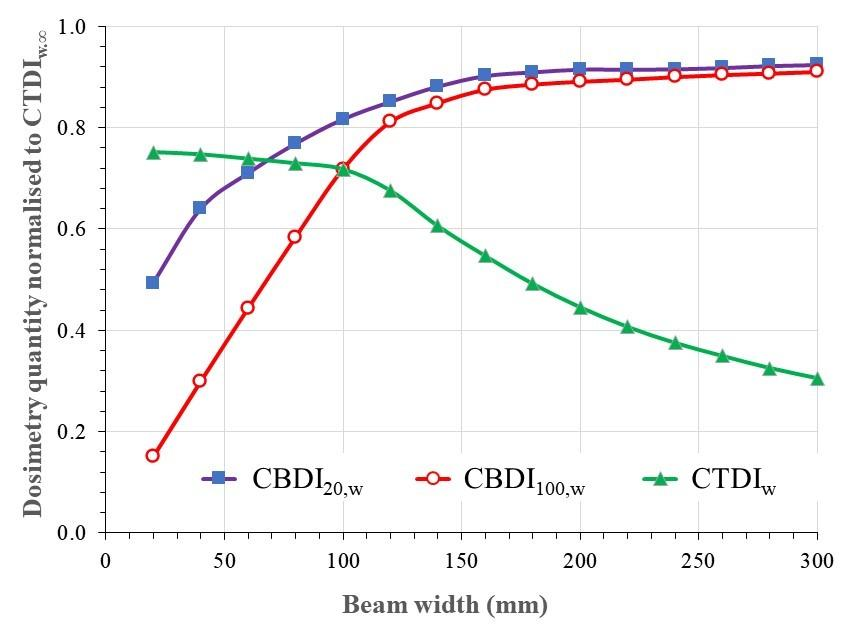 Dosimetry quantity normalised to CTDIw.∞
1.0
0.8
0.6
0.4
0.2
0.0
CBDI20,w CBDI100,w CTDIw
0 50 100 150 200 250 300
Beam width (mm)